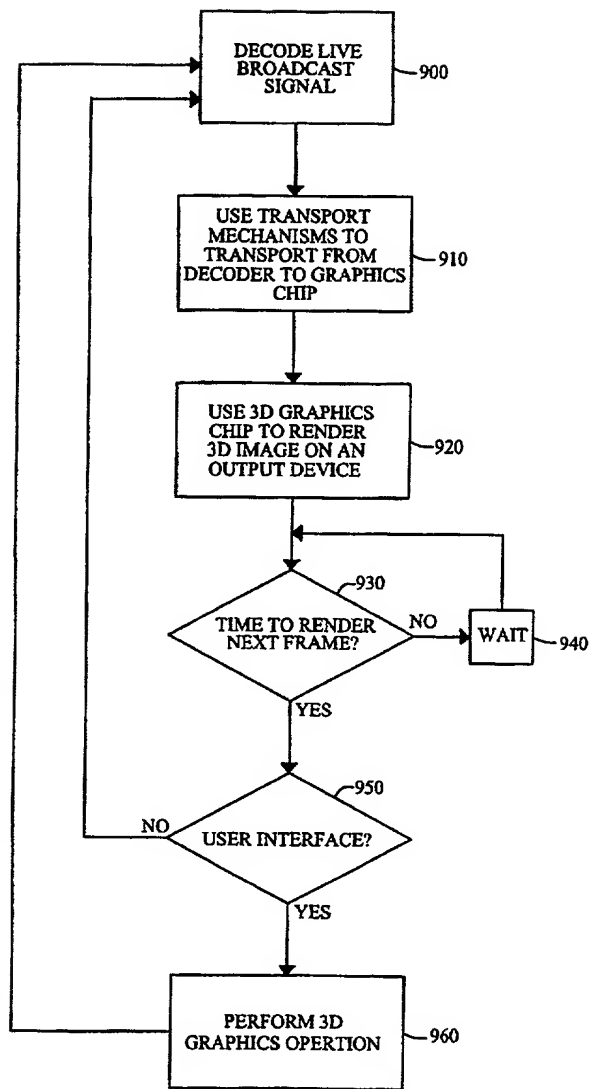 DECODE LIVE
BROADCAST
SIGNAL
900
USE TRANSPORT
MECHANISMS TO
TRANSPORT FROM
DECODER TO GRAPHICS
CHIP
910
USE 3D GRAPHICS
CHIP TO RENDER
3D IMAGE ON AN
OUTPUT DEVICE
920
930
TIME TO RENDER
NEXT FRAME?
NO
WAIT
940
YES
950
NO
USER INTERFACE?
YES
PERFORM 3D
GRAPHICS OPERTION
960